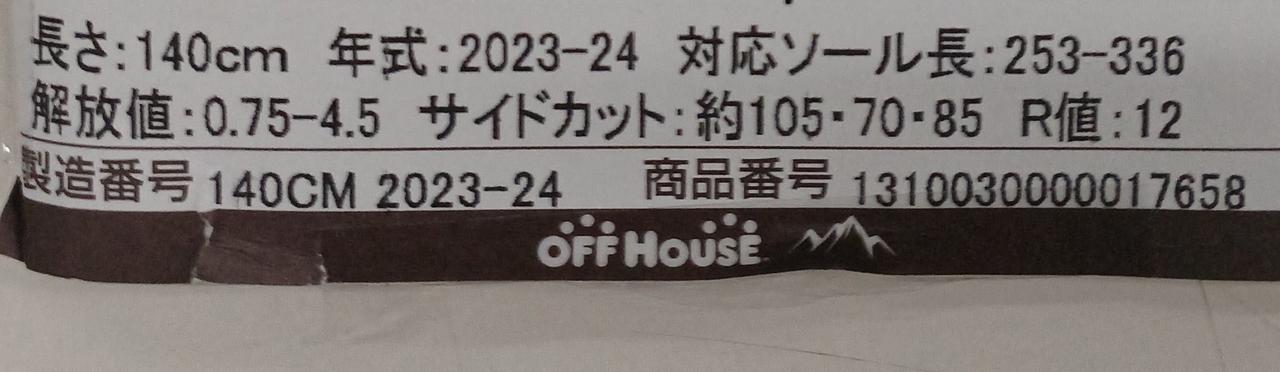 長さ:140cm 年式:2023-24 対応ソール長:253-336
解放値:0.75-4.5 サイドカット:約105・70・85 R値:12
製造番号 140CM 2023-24 商品番号 1310030000017658
OFF HOUSE